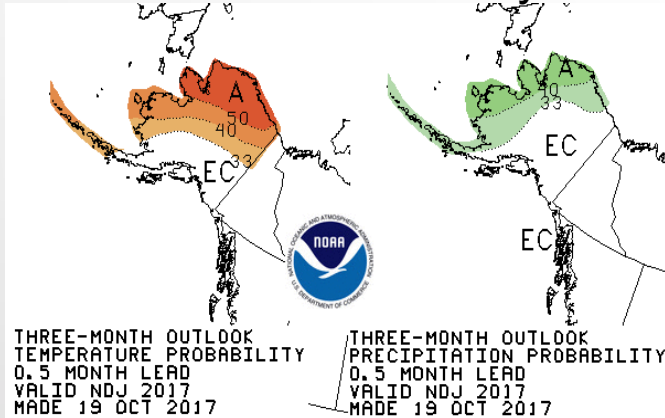 A
50
40
33
EC
A
40
33
EC
EC
NATIONAL OCEANIC AND ATMOSPHERIC ADMINISTRATION
NOAA
U.S. DEPARTMENT OF COMMERCE
THREE-MONTH OUTLOOK
TEMPERATURE PROBABILITY
0.5 MONTH LEAD
VALID NDJ 2017
MADE 19 OCT 2017
THREE-MONTH OUTLOOK
PRECIPITATION PROBABILITY
0.5 MONTH LEAD
VALID NDJ 2017
MADE 19 OCT 2017